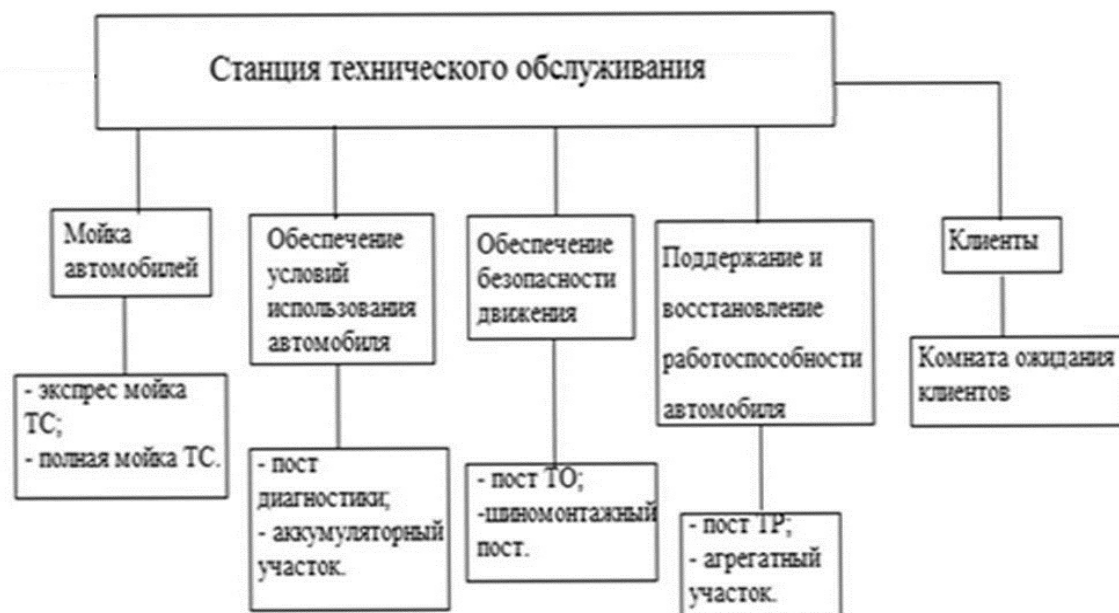 Станция технического обслуживания
Мойка
автомобилей
Обеспечение
условий
использования
автомобиля
Обеспечение
безопасности
движения
Поддержание и
восстановление
работоспособности
автомобиля
Клиенты
- экспрес мойка
ТС;
- полная мойка ТС.
- пост
диагностики;
- аккумуляторный
участок.
- пост ТО;
-шиномонтажный
пост.
- пост ТР;
- агрегатный
участок.
Комната ожидания
клиентов